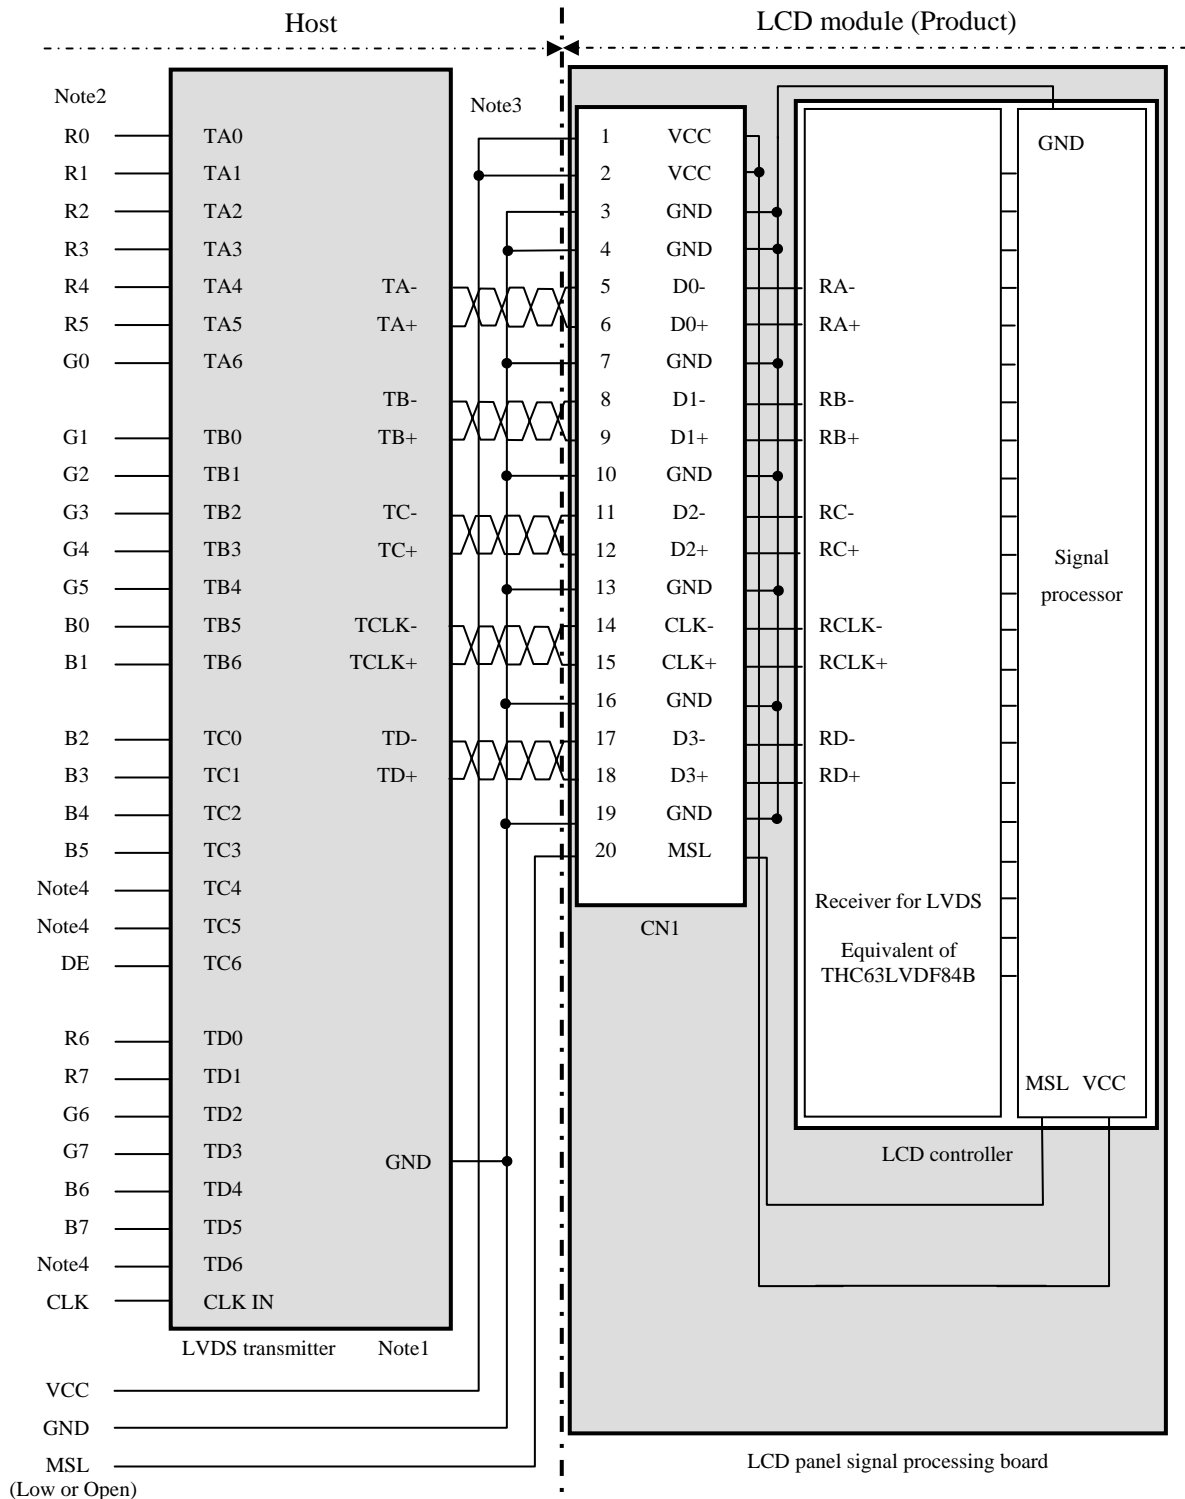 Host
LCD module (Product)
Note2
Note3
R0 TA0
R1 TA1
R2 TA2
R3 TA3
R4 TA4 TA-
R5 TA5 TA+
G0 TA6
TB-
G1 TB0 TB+
G2 TB1
G3 TB2 TC-
G4 TB3 TC+
G5 TB4
B0 TB5 TCLK-
B1 TB6 TCLK+
B2 TC0 TD-
B3 TC1 TD+
B4 TC2
B5 TC3
Note4 TC4
Note4 TC5
DE TC6
R6 TD0
R7 TD1
G6 TD2
G7 TD3 GND
B6 TD4
B7 TD5
Note4 TD6
CLK CLK IN
LVDS transmitter Note1
VCC
GND
MSL
(Low or Open)
1 VCC
2 VCC
3 GND
4 GND
5 D0-
6 D0+
7 GND
8 D1-
9 D1+
10 GND
11 D2-
12 D2+
13 GND
14 CLK-
15 CLK+
16 GND
17 D3-
18 D3+
19 GND
20 MSL
CN1
RA-
RA+
RB-
RB+
RC-
RC+
RCLK-
RCLK+
RD-
RD+
Receiver for LVDS
Equivalent of
THC63LVDF84B
GND
Signal
processor
MSL VCC
LCD controller
LCD panel signal processing board